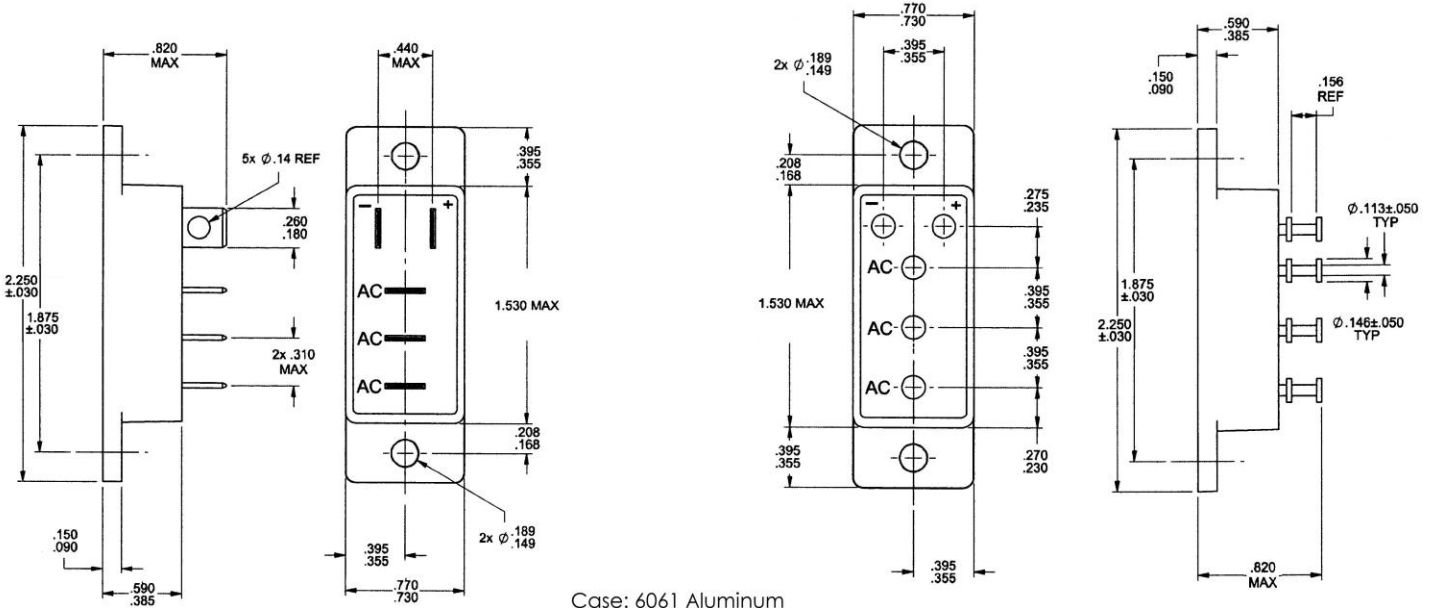 .820
MAX
.440
MAX
5x Ø.14 REF
.260
.180
2.250
±.030
1.875
±.030
2x .310
MAX
.150
.090
.590
.385
.395
.355
- +
AC
AC
AC
1.530 MAX
.208
.168
2x Ø.189
.149
.395
.355
.770
.730
.770
.730
.395
.355
2x Ø.189
.149
.208
.168
- +
AC
AC
AC
1.530 MAX
.275
.235
.395
.355
.395
.355
.270
.230
.395
.355
.395
.355
.590
.385
.150
.090
.156
REF
Ø.113±.050
TYP
Ø.146±.050
TYP
1.875
±.030
2.250
±.030
.820
MAX
Case: 6061 Aluminum